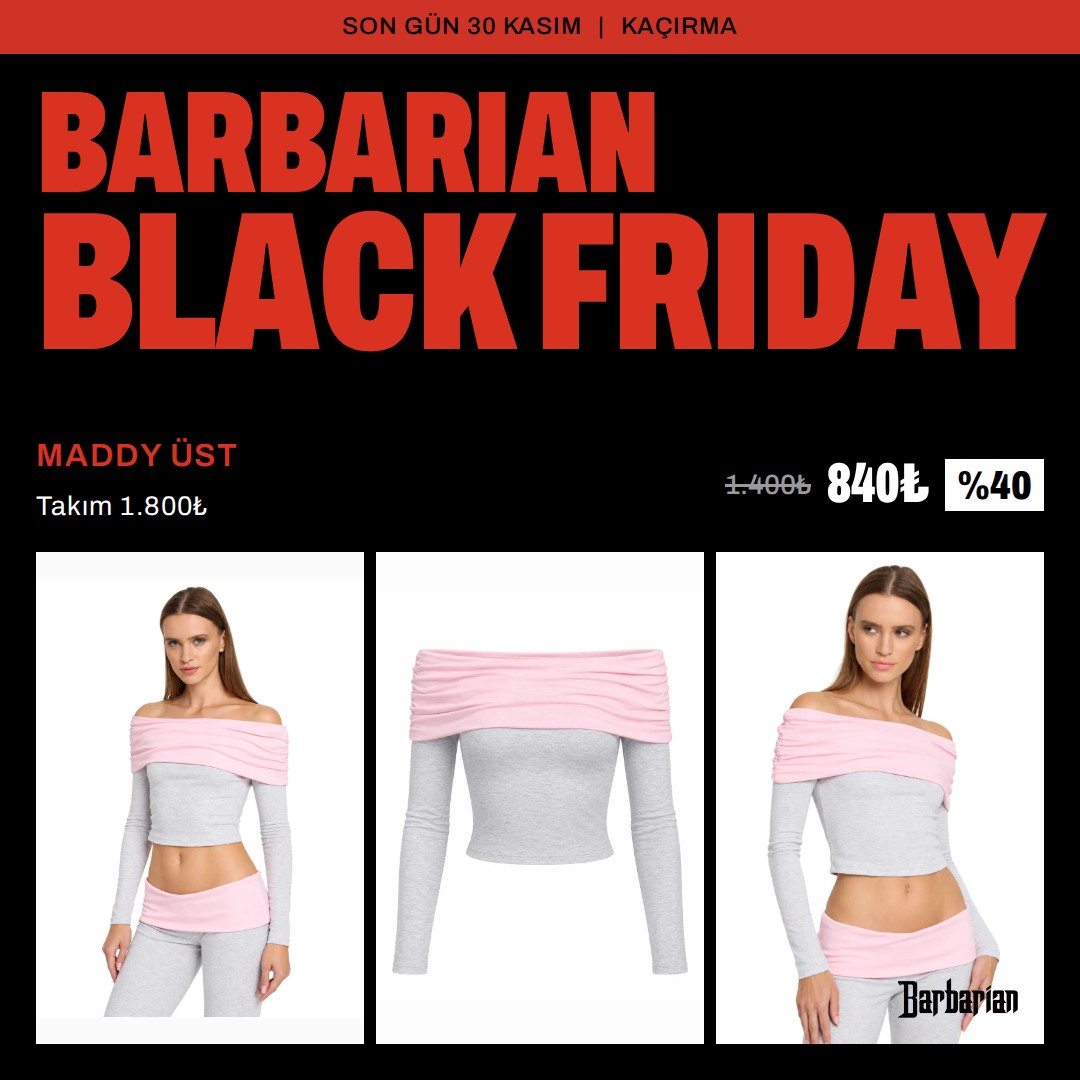 SON GÜN 30 KASIM | KAÇIRMA
BARBARIAN
BLACK FRIDAY
MADDY ÜST
Takım 1.800₺
1.400₺ 840₺ %40
Barbarian